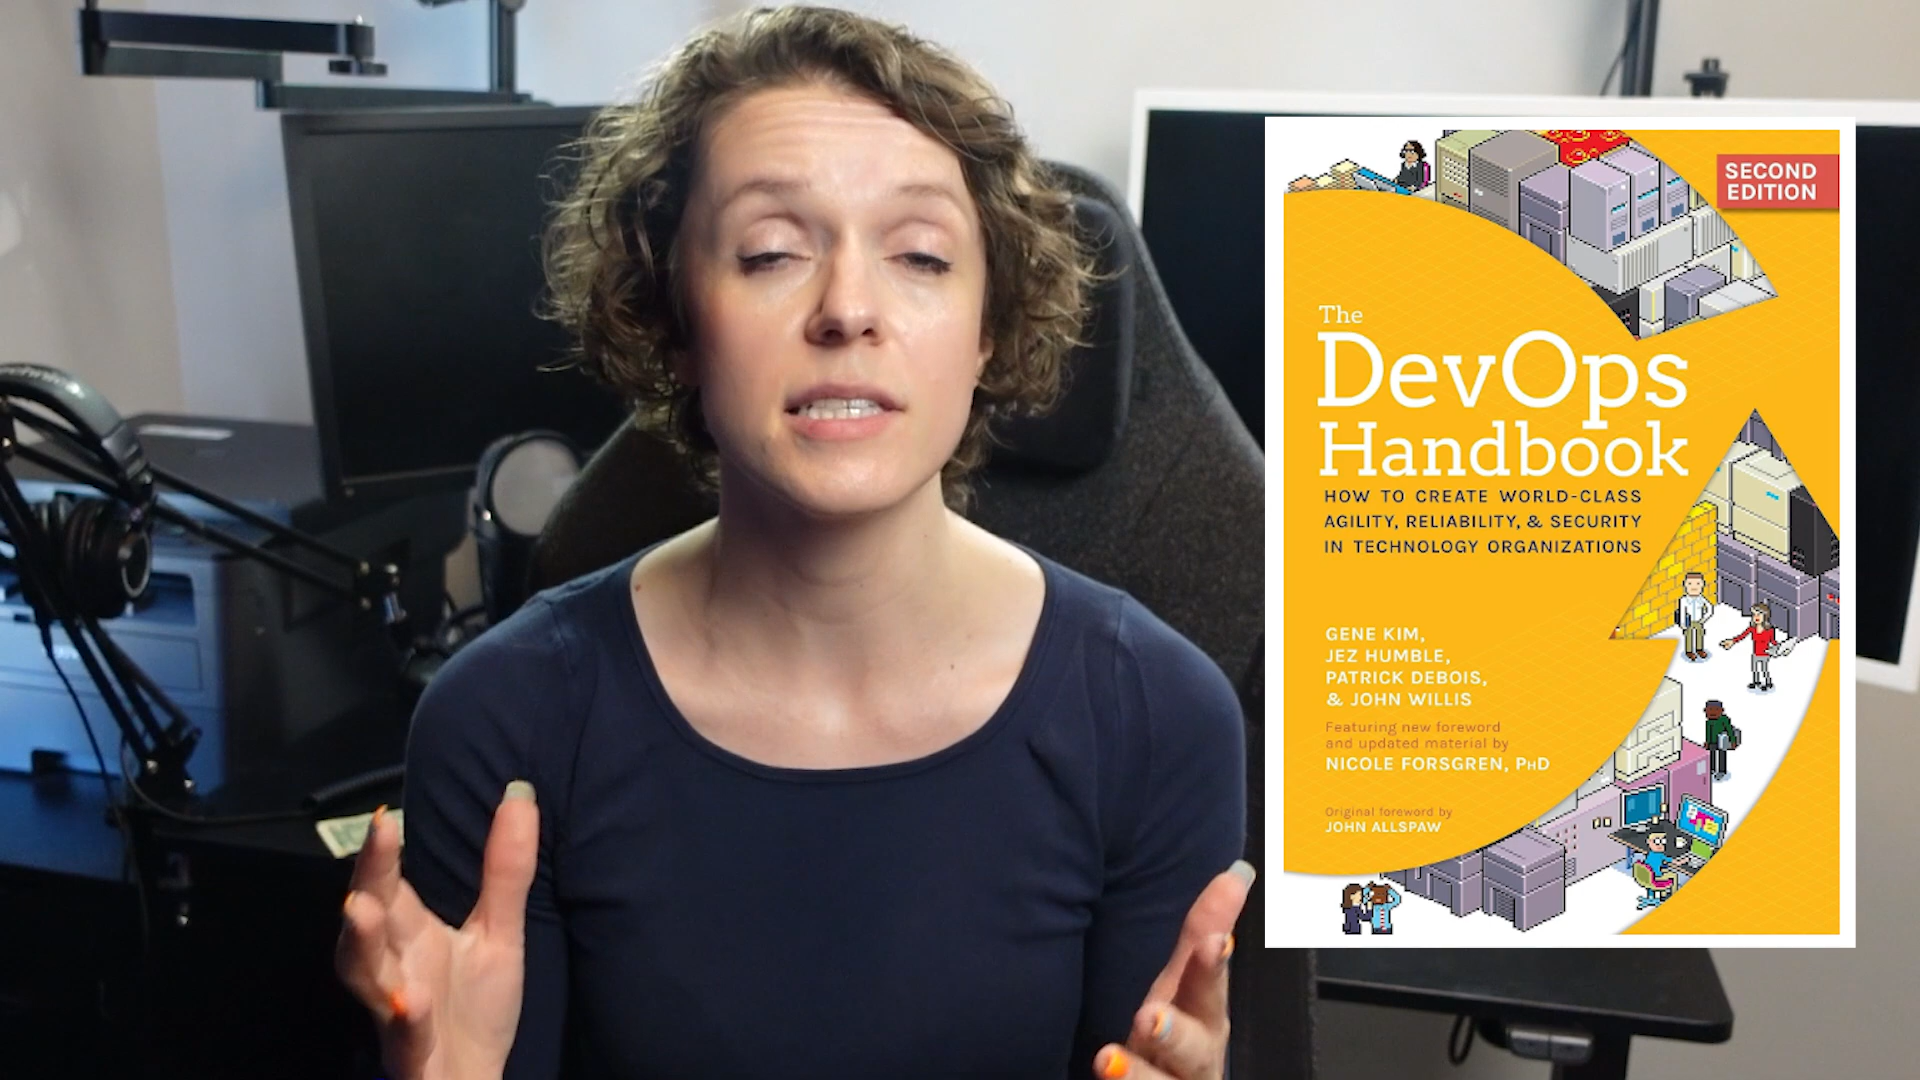 SECOND
EDITION
The
DevOps
Handbook
HOW TO CREATE WORLD-CLASS
AGILITY, RELIABILITY, & SECURITY
IN TECHNOLOGY ORGANIZATIONS
GENE KIM,
JEZ HUMBLE,
PATRICK DEBOIS,
& JOHN WILLIS
Featuring new foreword
and updated material by
NICOLE FORSGREN, PHD
Original foreword by
JOHN ALLSPAW